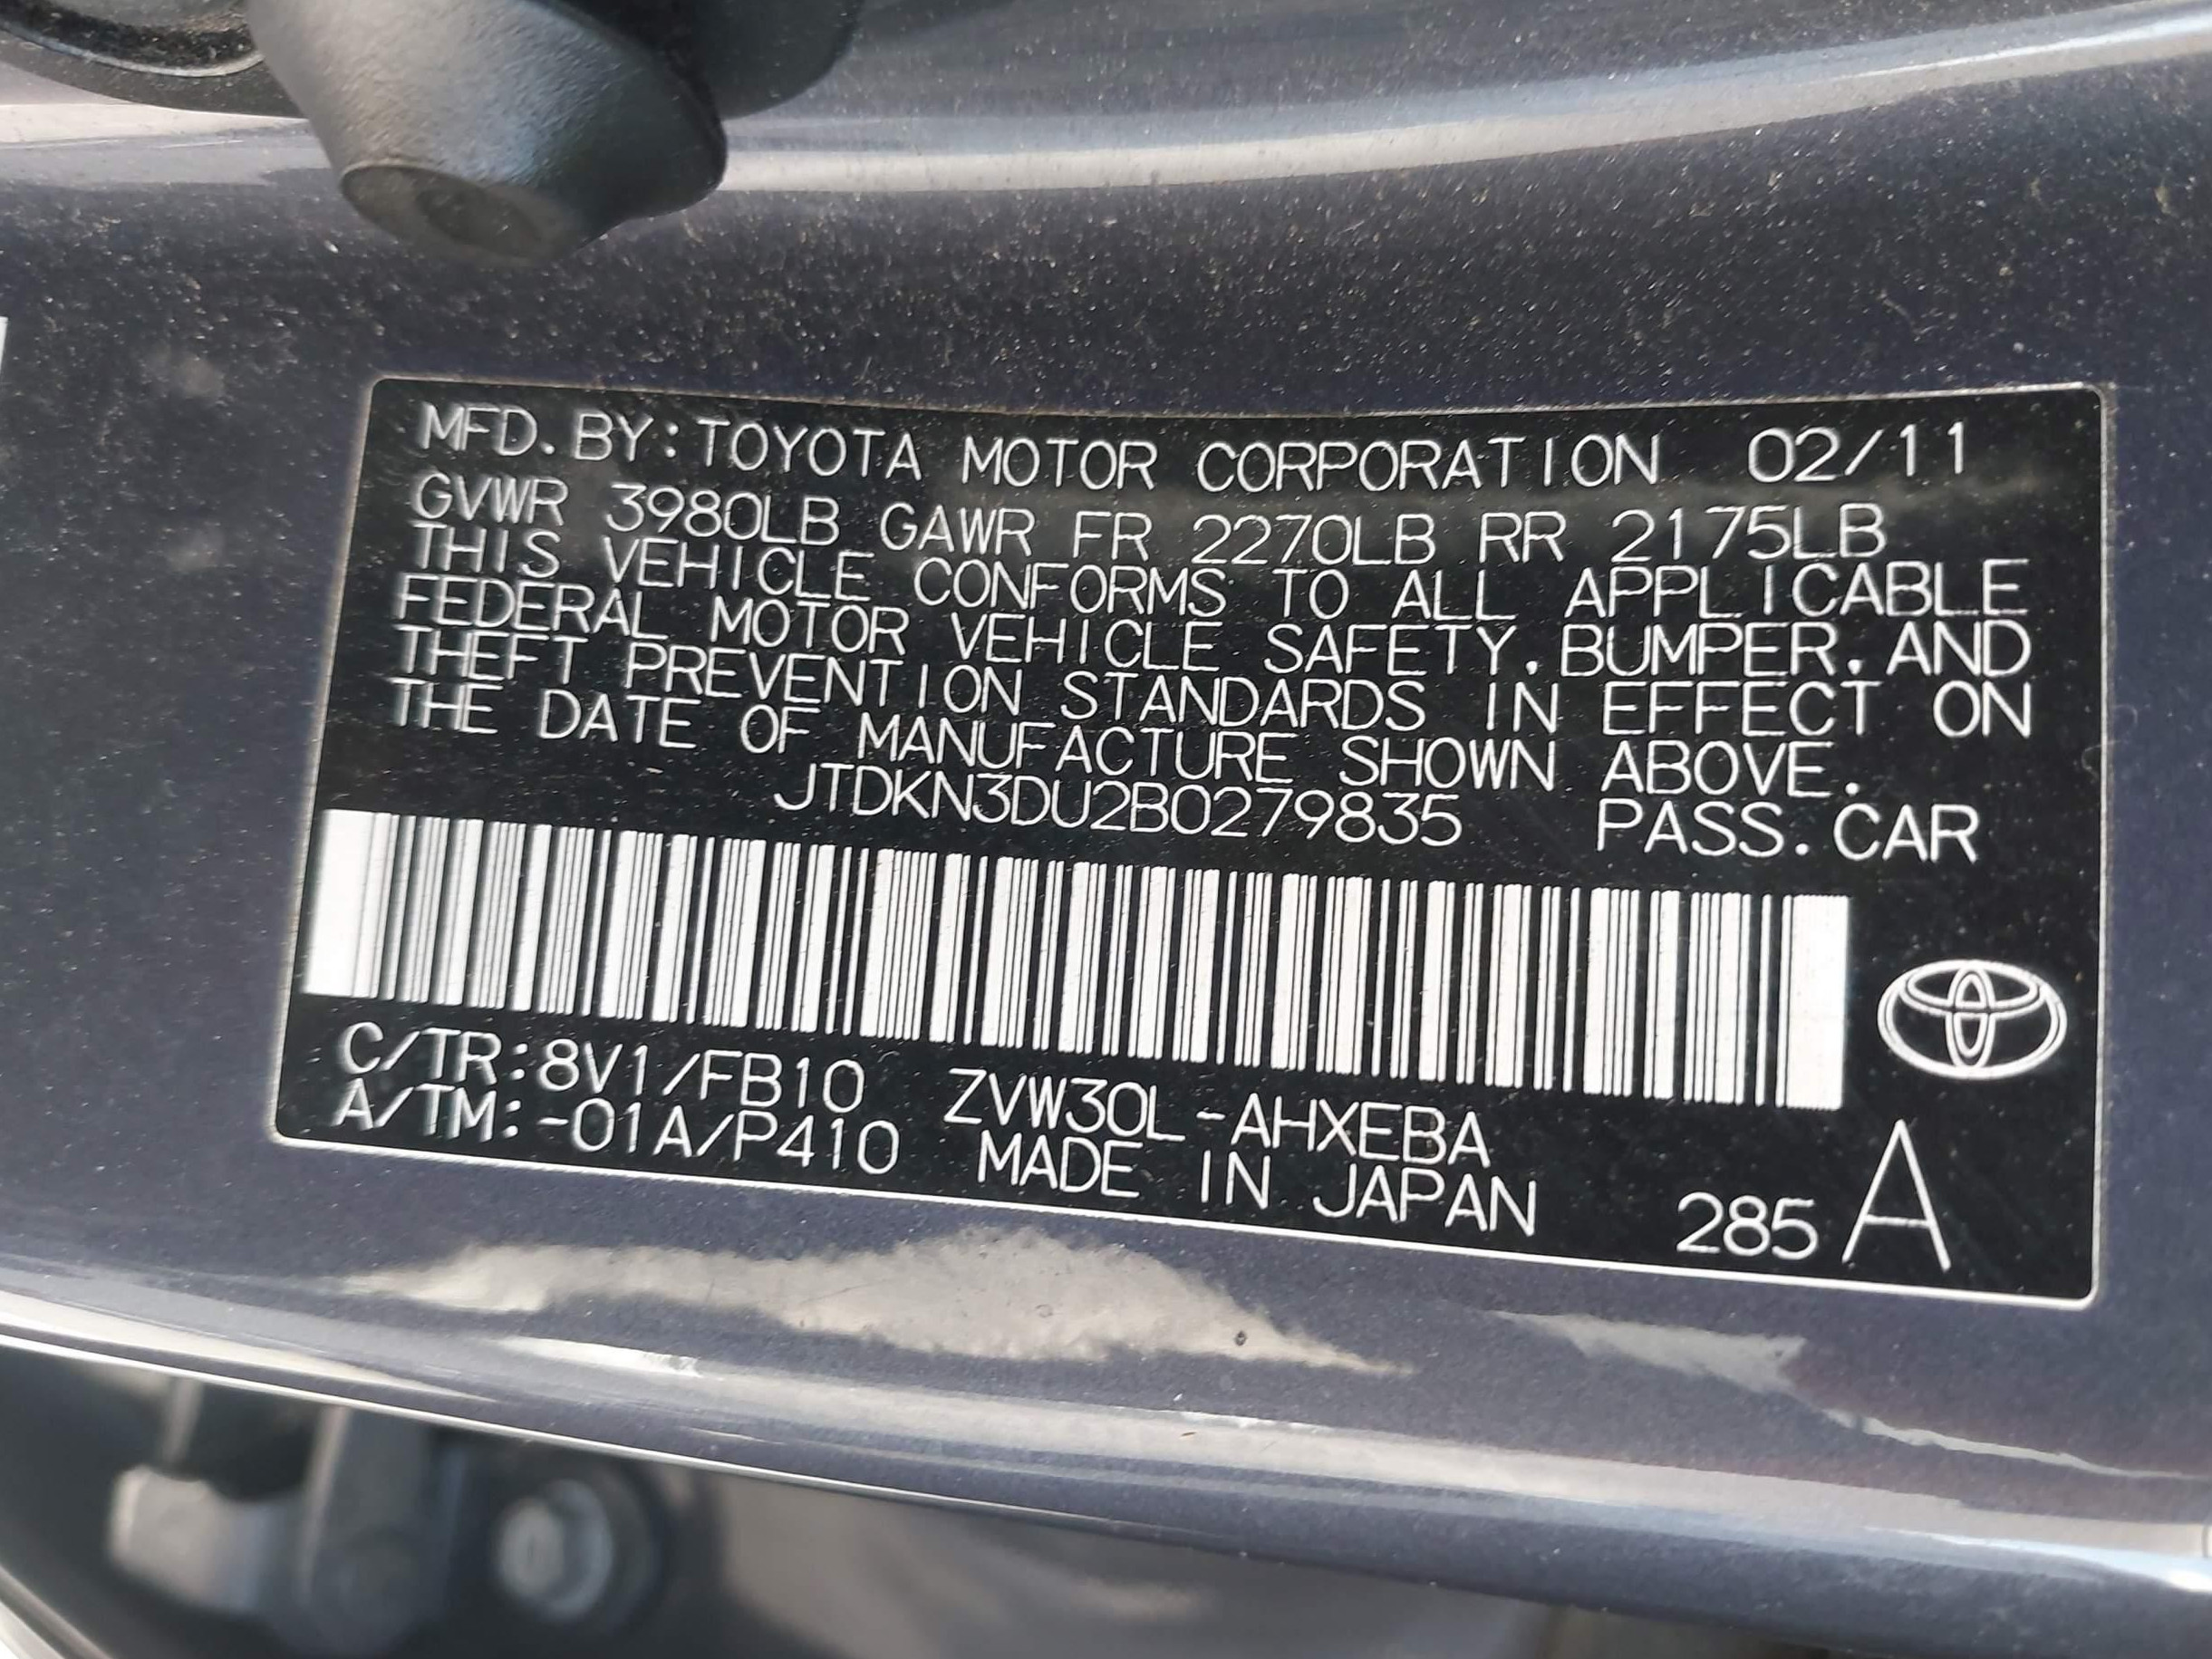 MFD.BY:TOYOTA MOTOR CORPORATION 02/11
GVWR 3980LB GAWR FR 2270LB RR 2175LB
THIS VEHICLE CONFORMS TO ALL APPLICABLE
FEDERAL MOTOR VEHICLE SAFETY,BUMPER,AND
THEFT PREVENTION STANDARDS IN EFFECT ON
THE DATE OF MANUFACTURE SHOWN ABOVE.
JTDKN3DU2B0279835 PASS.CAR
C/TR:8V1/FB10 ZVW30L-AHXEBA
A/TM:-01A/P410 MADE IN JAPAN 285 A